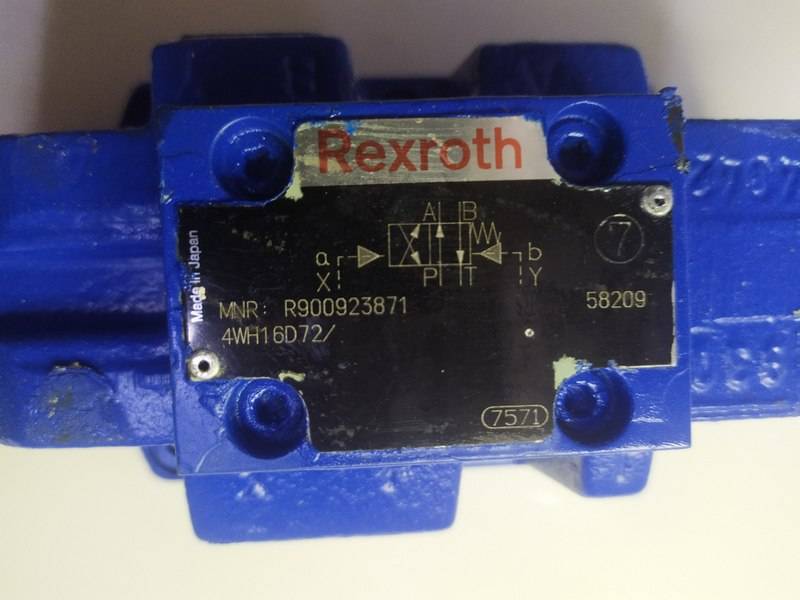 Rexroth
A B
a b
X P T Y
7
Made in Japan
MNR: R900923871 58209
4WH16D72/
7571